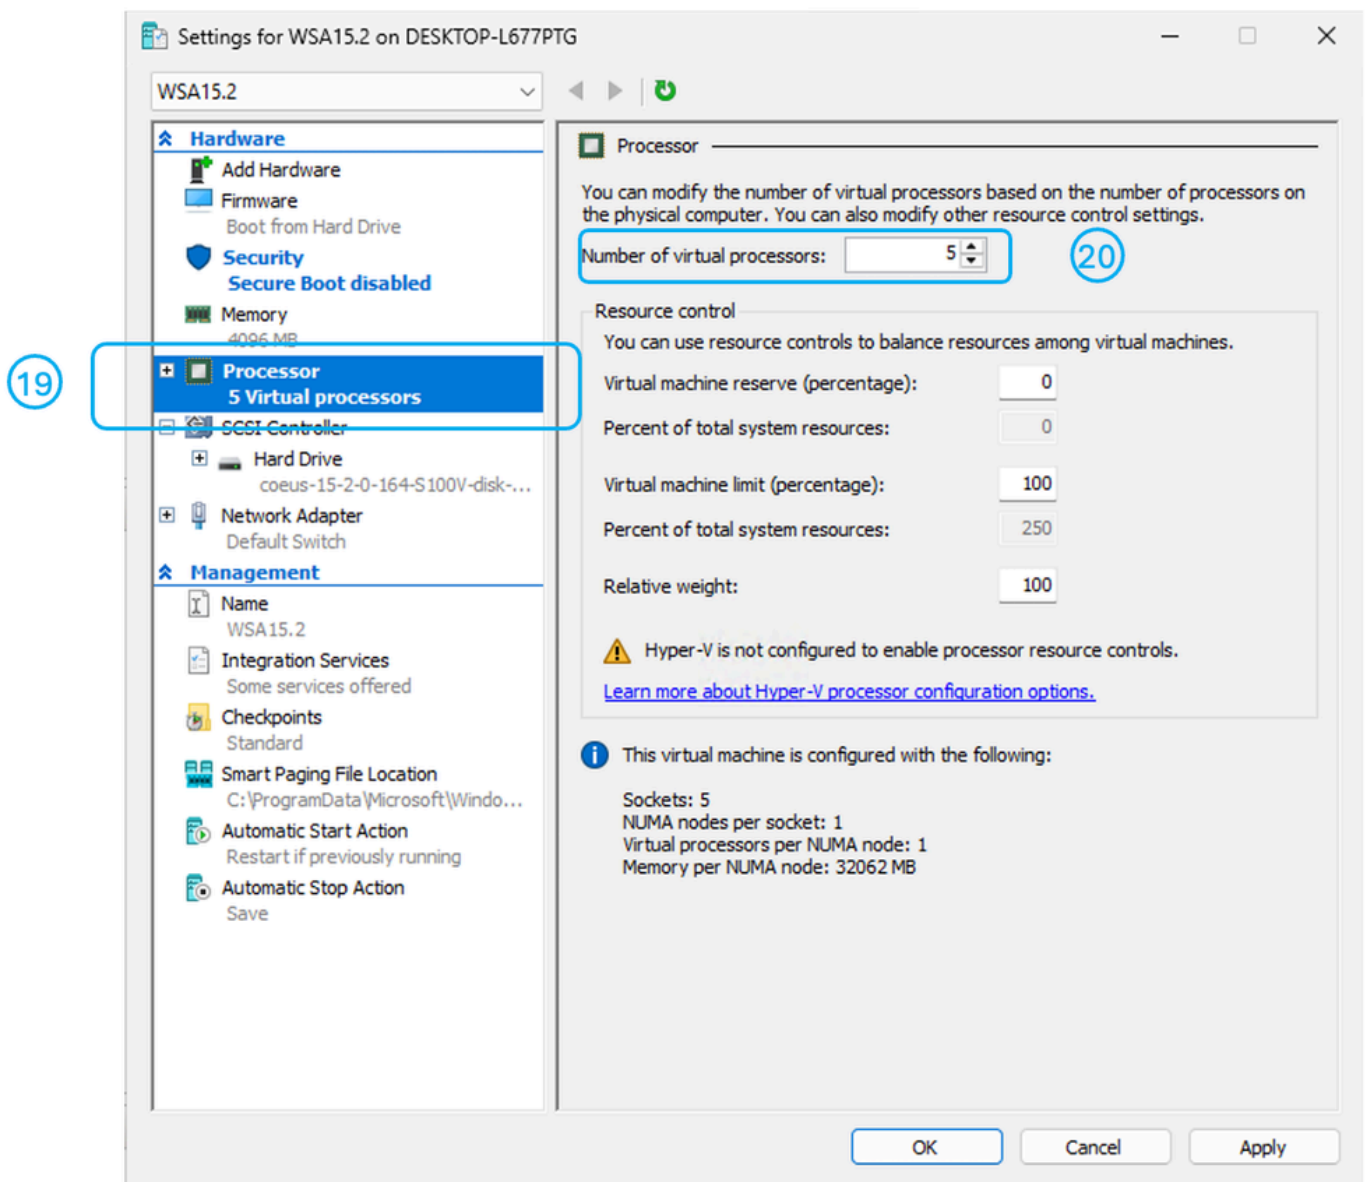 Settings for WSA15.2 on DESKTOP-L677PTG
WSA15.2
Hardware
Add Hardware
Firmware
Boot from Hard Drive
Security
Secure Boot disabled
Memory
4096 MB
19
Processor
5 Virtual processors
SCSI Controller
Hard Drive
coeus-15-2-0-164-S100V-disk-...
Network Adapter
Default Switch
Management
Name
WSA15.2
Integration Services
Some services offered
Checkpoints
Standard
Smart Paging File Location
C:\ProgramData\Microsoft\Windo...
Automatic Start Action
Restart if previously running
Automatic Stop Action
Save
Processor
You can modify the number of virtual processors based on the number of processors on
the physical computer. You can also modify other resource control settings.
Number of virtual processors: 5
20
Resource control
You can use resource controls to balance resources among virtual machines.
Virtual machine reserve (percentage): 0
Percent of total system resources: 0
Virtual machine limit (percentage): 100
Percent of total system resources: 250
Relative weight: 100
Hyper-V is not configured to enable processor resource controls.
Learn more about Hyper-V processor configuration options.
This virtual machine is configured with the following:
Sockets: 5
NUMA nodes per socket: 1
Virtual processors per NUMA node: 1
Memory per NUMA node: 32062 MB
OK Cancel Apply